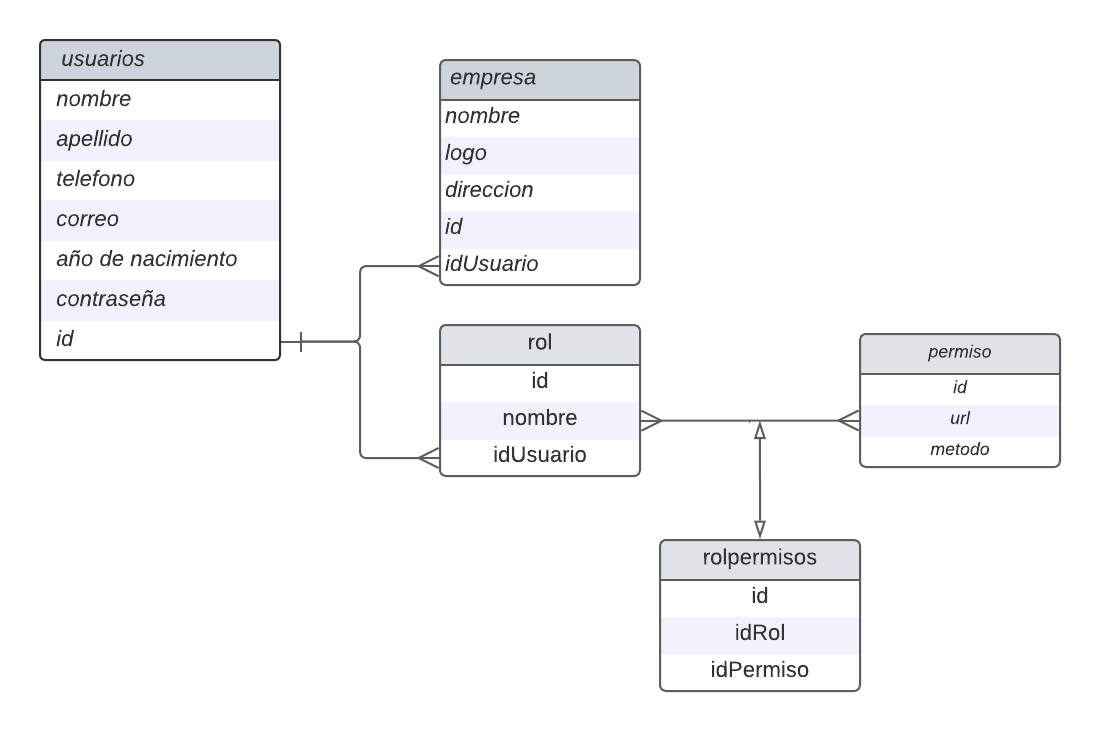 usuarios
nombre
apellido
telefono
correo
año de nacimiento
contraseña
id
empresa
nombre
logo
direccion
id
idUsuario
rol
id
nombre
idUsuario
permiso
id
url
metodo
rolpermisos
id
idRol
idPermiso